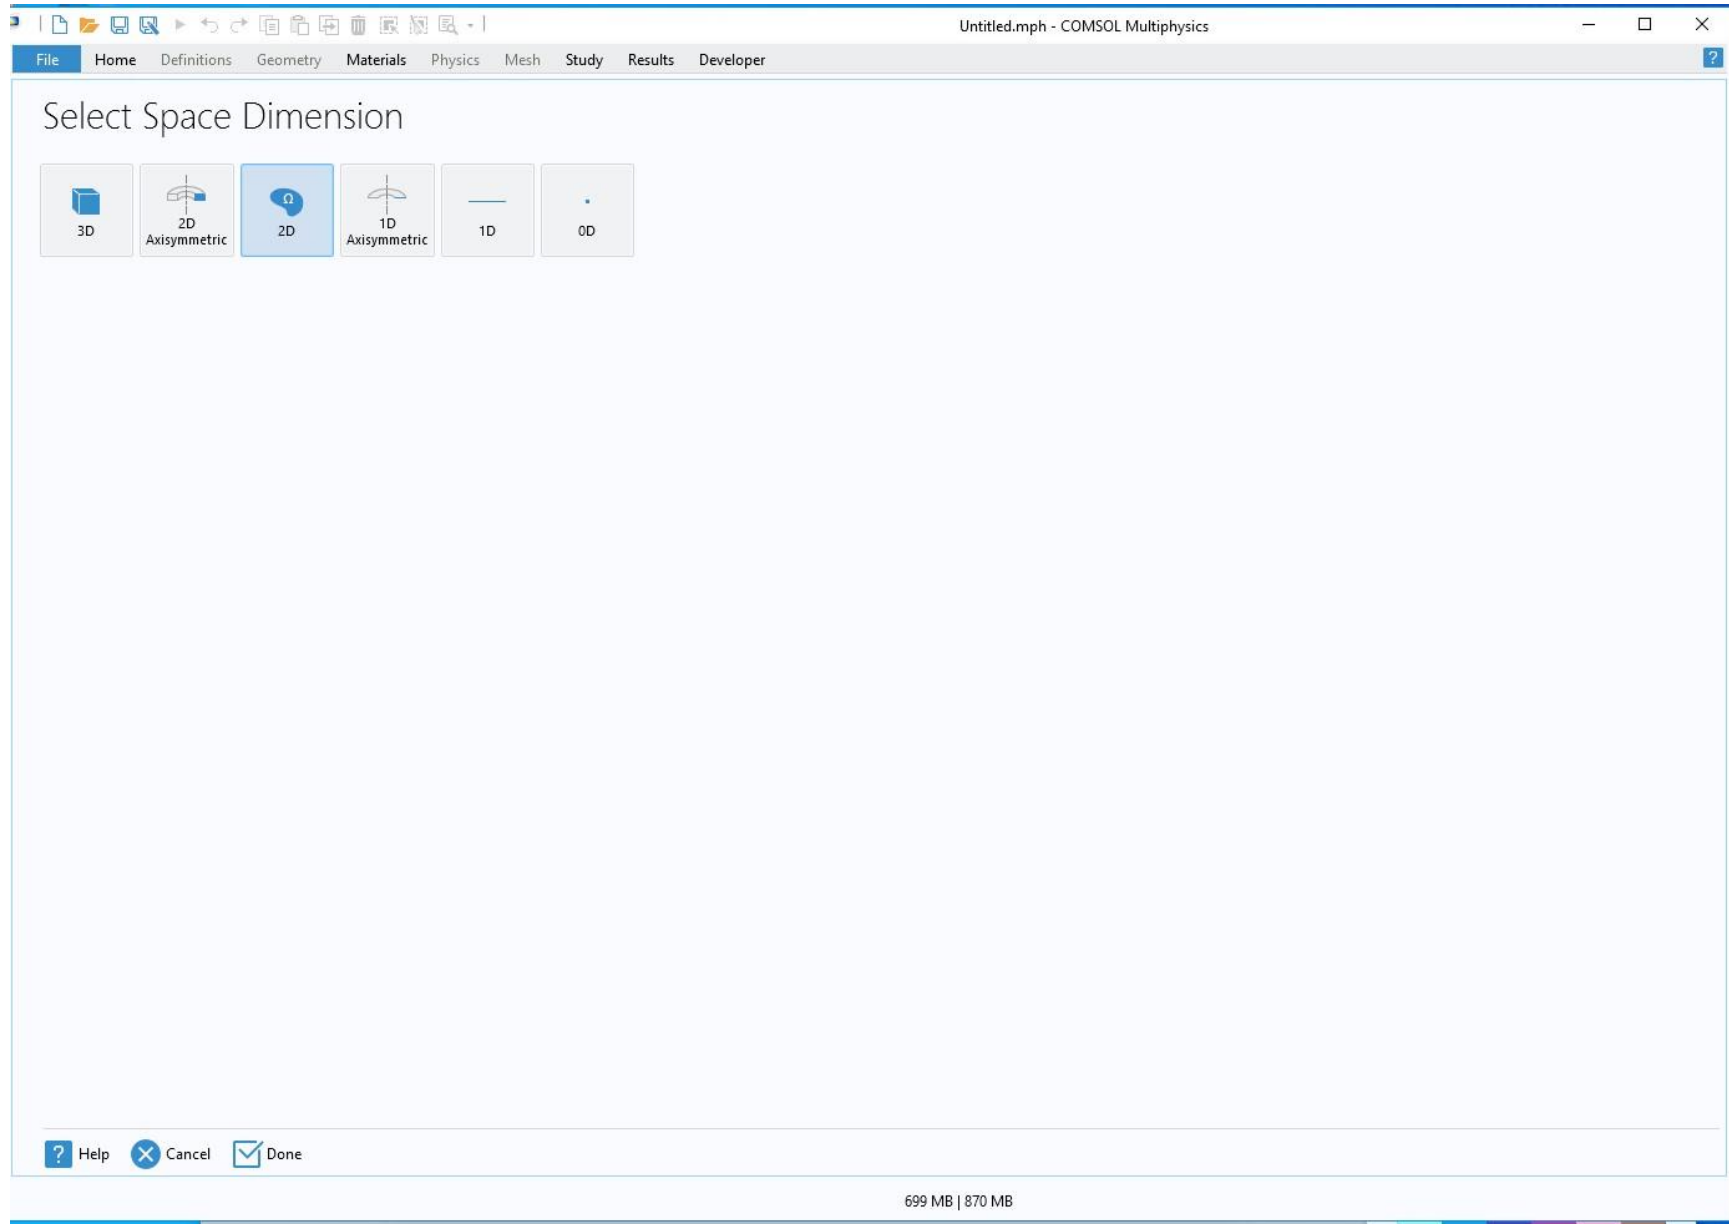 Untitled.mph - COMSOL Multiphysics
File Home Definitions Geometry Materials Physics Mesh Study Results Developer ?
Select Space Dimension
3D
2D
Axisymmetric
Ω
2D
1D
Axisymmetric
1D
0D
? Help Cancel Done
699 MB | 870 MB